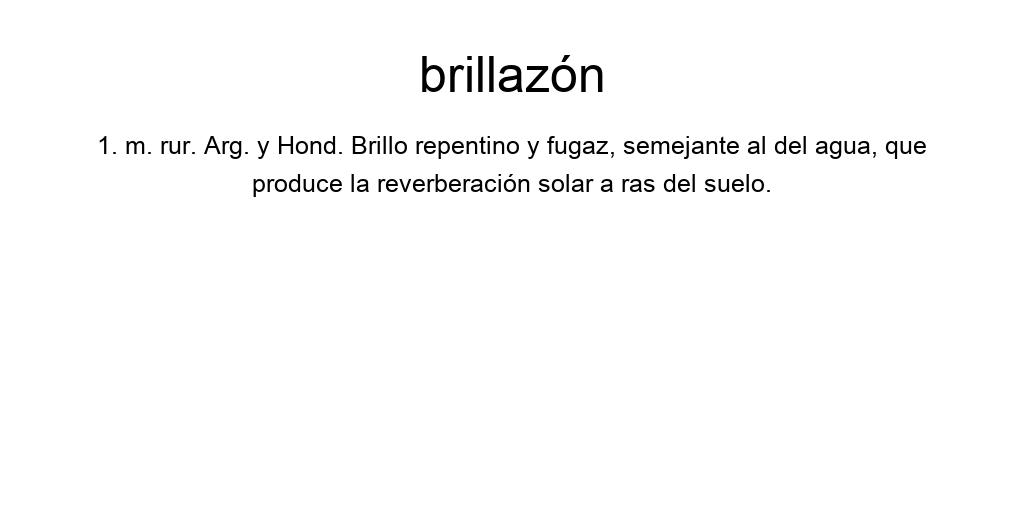 brillazón
1. m. rur. Arg. y Hond. Brillo repentino y fugaz, semejante al del agua, que
produce la reverberación solar a ras del suelo.